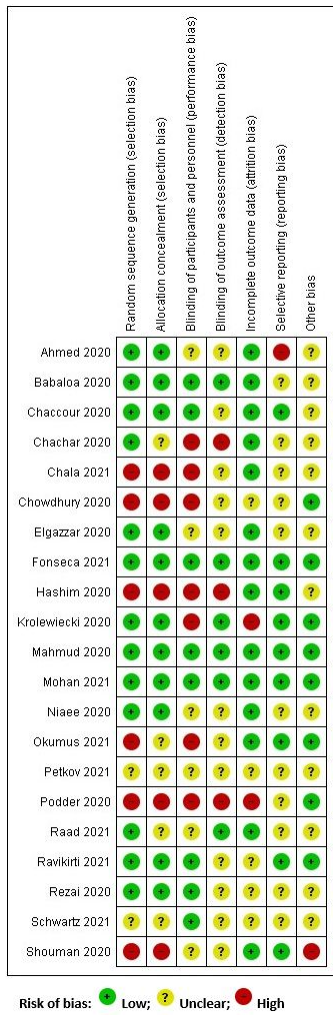 Random sequence generation (selection bias)
Allocation concealment (selection bias)
Blinding of participants and personnel (performance bias)
Blinding of outcome assessment (detection bias)
Incomplete outcome data (attrition bias)
Selective reporting (reporting bias)
Other bias
Ahmed 2020 + + ? ? + - ?
Babaloa 2020 + + + + + ? ?
Chaccour 2020 + + + ? + + ?
Chachar 2020 + ? - - + ? ?
Chala 2021 - - - ? + ? ?
Chowdhury 2020 - - - ? ? ? +
Elgazzar 2020 + + ? ? + ? ?
Fonseca 2021 + + + + + + +
Hashim 2020 - - - - + + ?
Krolewiecki 2020 + + - + - + +
Mahmud 2020 + + + + + + +
Mohan 2021 + + + + + + +
Niaee 2020 + + ? ? + ? ?
Okumus 2021 - ? - ? + + +
Petkov 2021 ? ? ? ? ? ? ?
Podder 2020 - - - - - ? +
Raad 2021 + ? ? + + ? ?
Ravikirti 2021 + + + ? ? + +
Rezai 2020 + + + ? ? ? ?
Schwartz 2021 ? ? + ? ? ? ?
Shouman 2020 - - ? ? + + -
Risk of bias: + Low; ? Unclear; - High